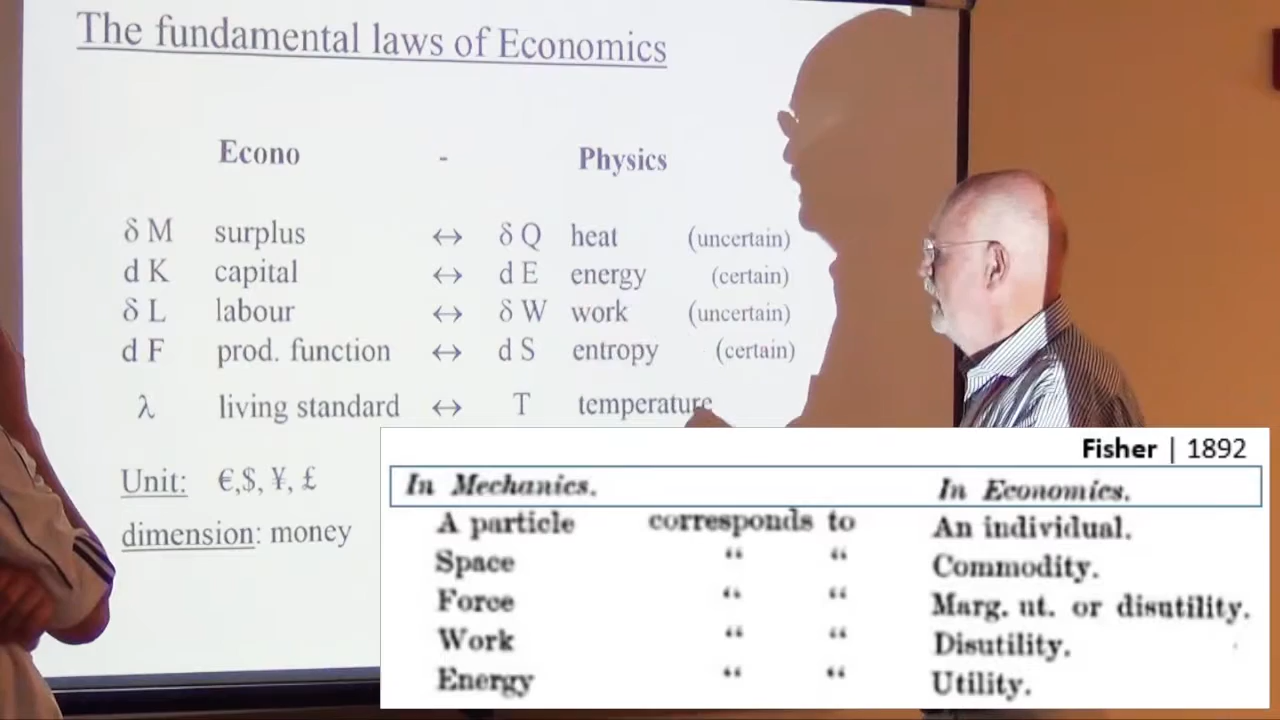 The fundamental laws of Economics
Econo - Physics
δ M surplus ↔ δ Q heat (uncertain)
d K capital ↔ d E energy (certain)
δ L labour ↔ δ W work (uncertain)
d F prod. function ↔ d S entropy (certain)
λ living standard ↔ T temperature
Unit: €,$, ¥, £
dimension: money
Fisher | 1892
In Mechanics. In Economics.
A particle corresponds to An individual.
Space “ “ Commodity.
Force “ “ Marg. ut. or disutility.
Work “ “ Disutility.
Energy “ “ Utility.